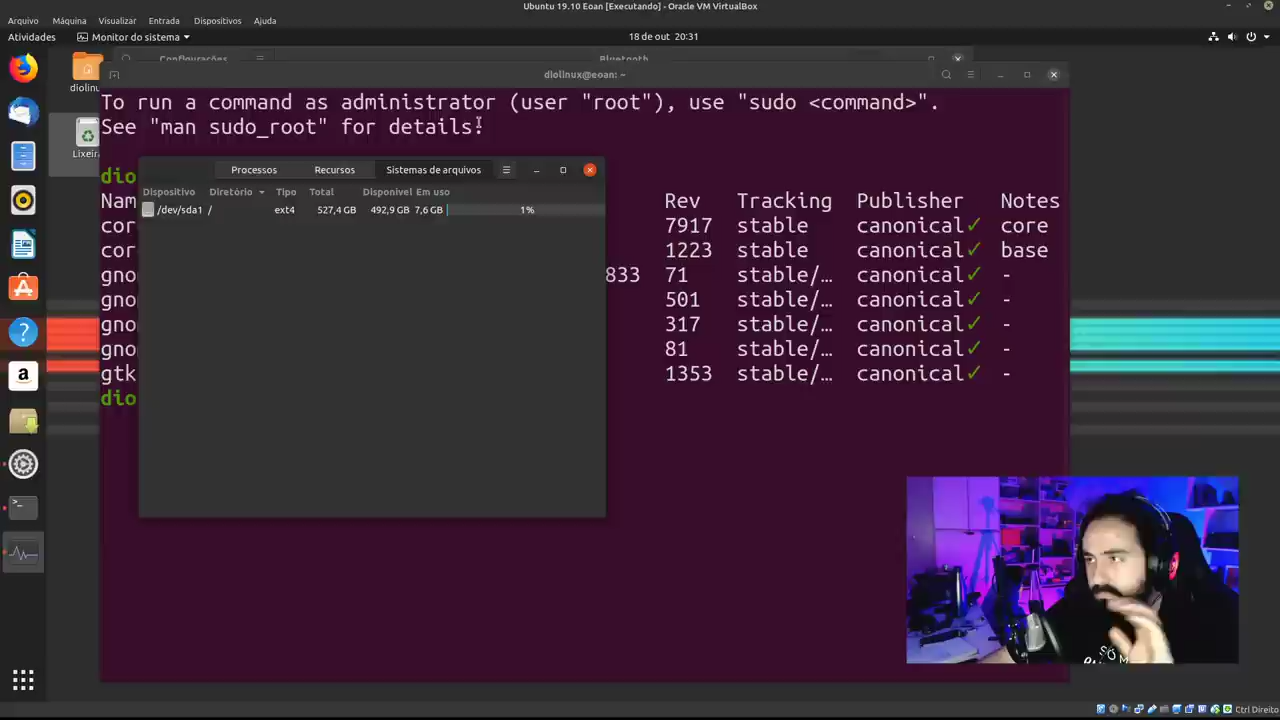 Ubuntu 19.10 Eoan [Executando] - Oracle VM VirtualBox
Arquivo Máquina Visualizar Entrada Dispositivos Ajuda
Atividades Monitor do sistema 18 de out 20:31
Configurações Bluetooth
diolinux@eoan: ~
diolinux
Lixeira
To run a command as administrator (user "root"), use "sudo <command>".
See "man sudo_root" for details.
dio
Processos Recursos Sistemas de arquivos
Dispositivo Diretório Tipo Total Disponível Em uso
/dev/sda1 / ext4 527,4 GB 492,9 GB 7,6 GB 1%
Nam Rev Tracking Publisher Notes
cor 7917 stable canonical✓ core
cor 1223 stable canonical✓ base
gno 833 71 stable/… canonical✓ -
gno 501 stable/… canonical✓ -
gno 317 stable/… canonical✓ -
gno 81 stable/… canonical✓ -
gtk 1353 stable/… canonical✓ -
dio
Ctrl Direito